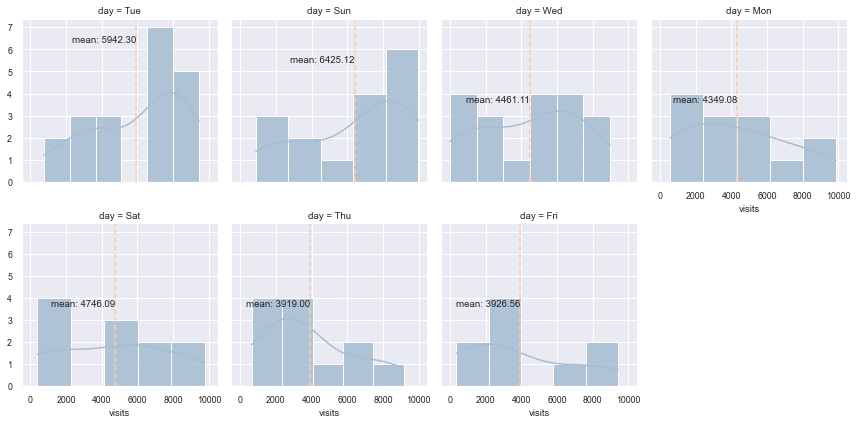 day = Tue
day = Sun
day = Wed
day = Mon
7
6
5
4
3
2
1
0
mean: 5942.30
mean: 6425.12
mean: 4461.11
mean: 4349.08
0 2000 4000 6000 8000 10000
visits
day = Sat
day = Thu
day = Fri
7
6
5
4
3
2
1
0
mean: 4746.09
mean: 3919.00
mean: 3926.56
0 2000 4000 6000 8000 10000
0 2000 4000 6000 8000 10000
0 2000 4000 6000 8000 10000
visits
visits
visits